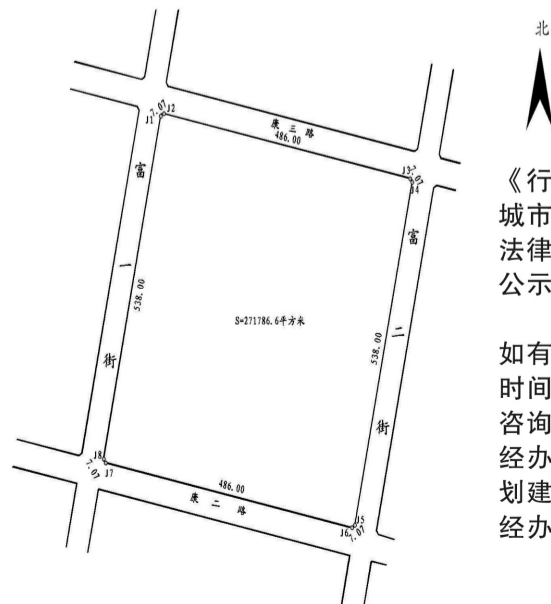 北
J1
7.07
J2
康三路
486.00
J3
7.07
J4
富一街
538.00
S=271786.6平方米
富二街
538.00
J8
7.07
J7
486.00
康二路
J5
J6
7.07
《行
城市
法律
公示
如有
时间
咨询
经办
划建
经办